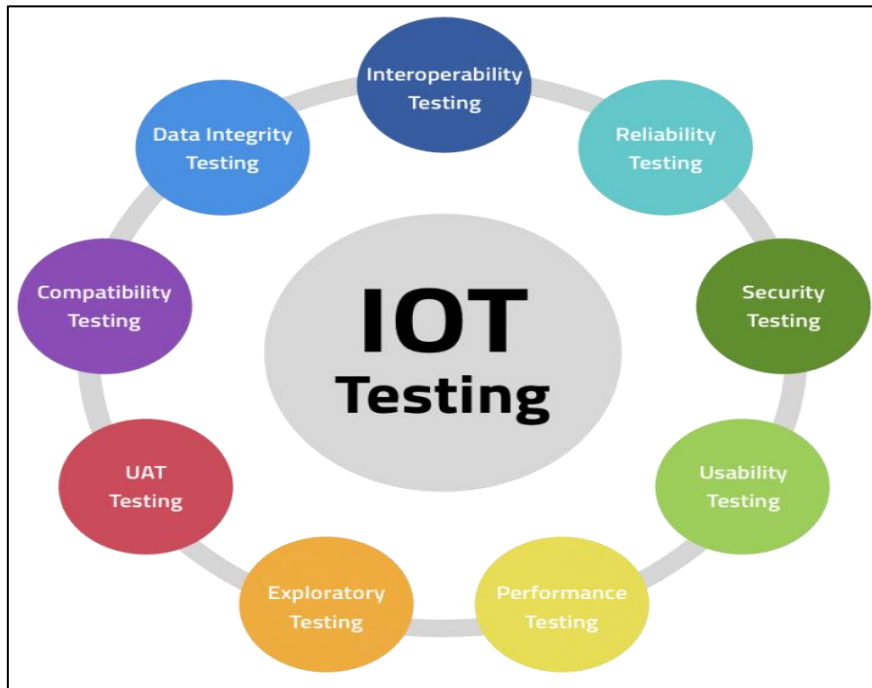 Interoperability
Testing
Data Integrity
Testing
Reliability
Testing
Compatibility
Testing
Security
Testing
IOT
Testing
UAT
Testing
Usability
Testing
Exploratory
Testing
Performance
Testing